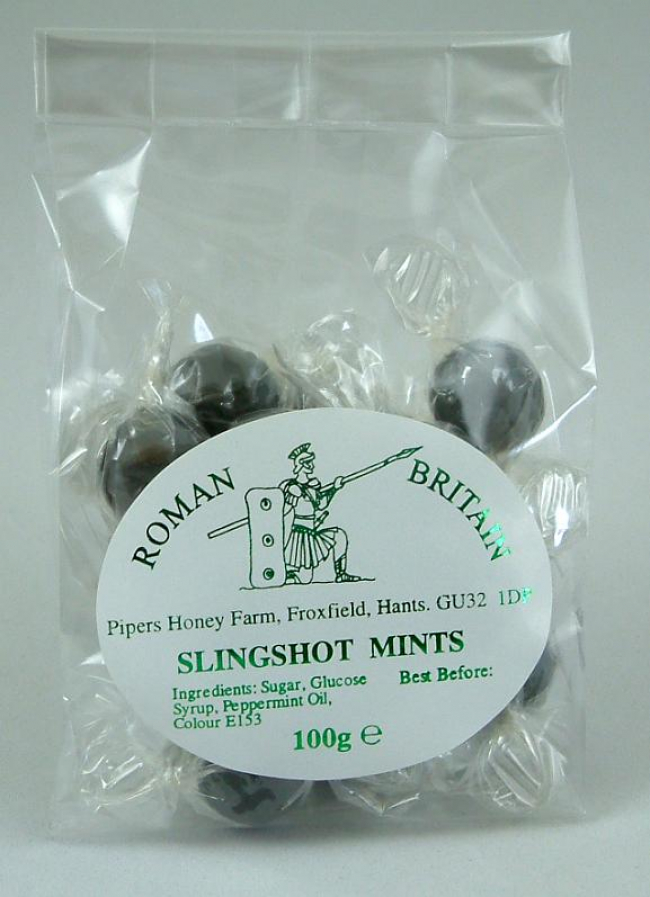 ROMAN BRITAIN
Pipers Honey Farm, Froxfield, Hants. GU32
SLINGSHOT MINTS
Ingredients: Sugar, Glucose
Syrup, Peppermint Oil,
Colour E153
Best Before:
100g ℮